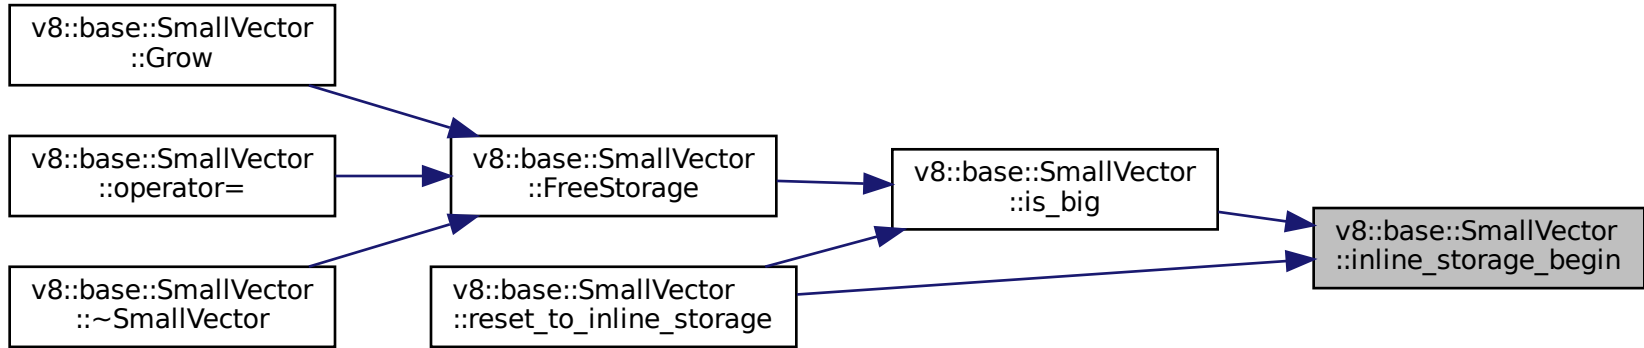 v8::base::SmallVector
::Grow
v8::base::SmallVector
::operator=
v8::base::SmallVector
::~SmallVector
v8::base::SmallVector
::FreeStorage
v8::base::SmallVector
::reset_to_inline_storage
v8::base::SmallVector
::is_big
v8::base::SmallVector
::inline_storage_begin